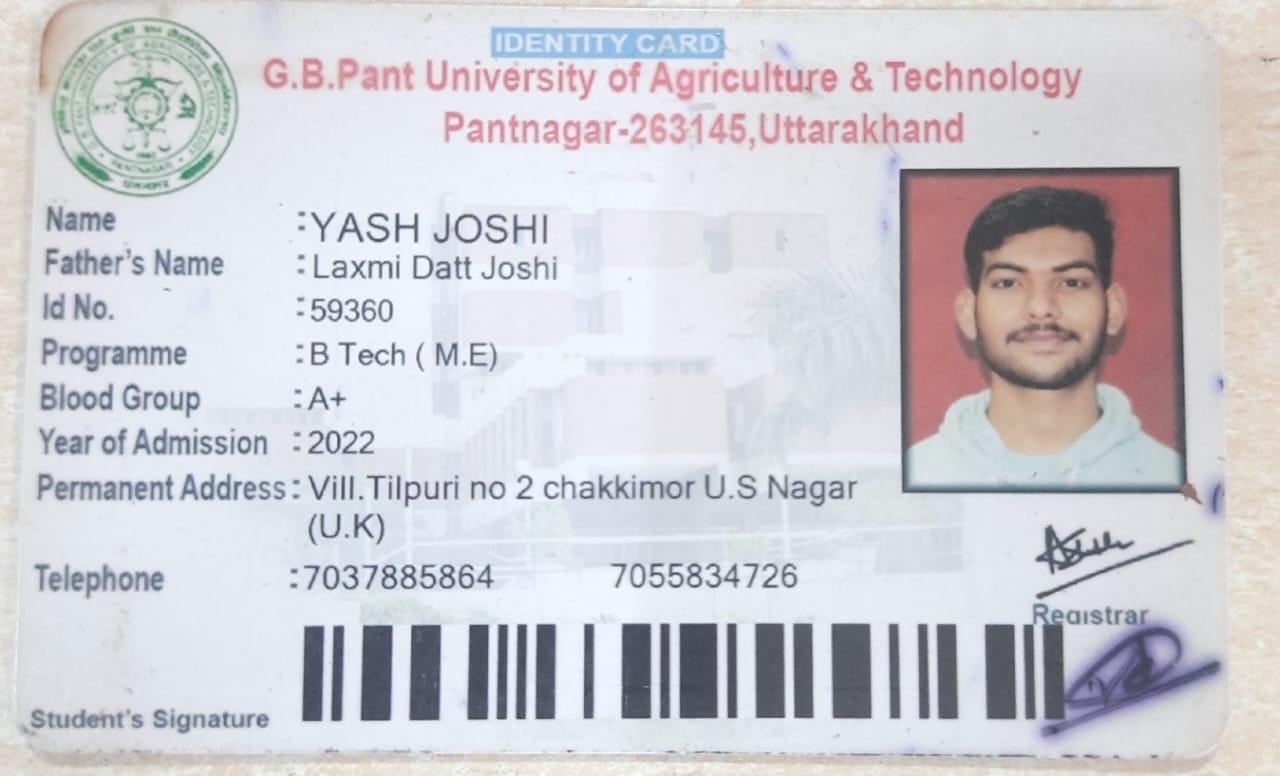 IDENTITY CARD
G.B.Pant University of Agriculture & Technology
Pantnagar-263145,Uttarakhand
Name :YASH JOSHI
Father's Name :Laxmi Datt Joshi
Id No. :59360
Programme :B Tech ( M.E)
Blood Group :A+
Year of Admission :2022
Permanent Address: Vill.Tilpuri no 2 chakkimor U.S Nagar
(U.K)
Telephone :7037885864 7055834726
Registrar
Student's Signature